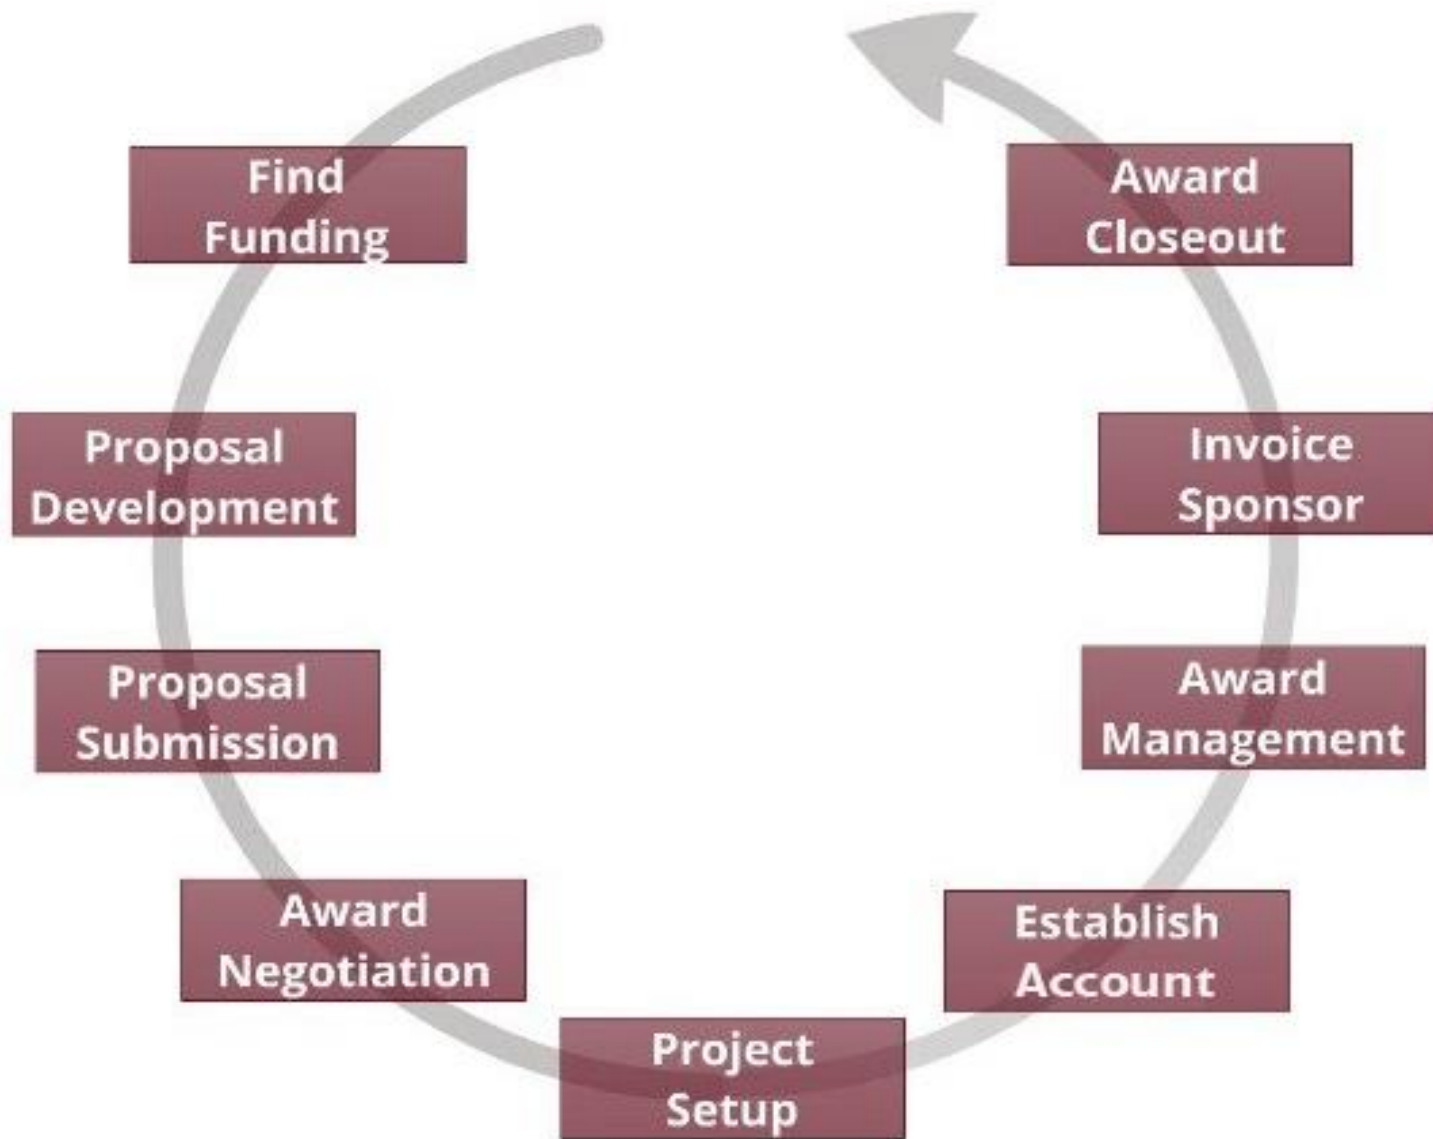 Find
Funding
Proposal
Development
Proposal
Submission
Award
Negotiation
Project
Setup
Establish
Account
Award
Management
Invoice
Sponsor
Award
Closeout